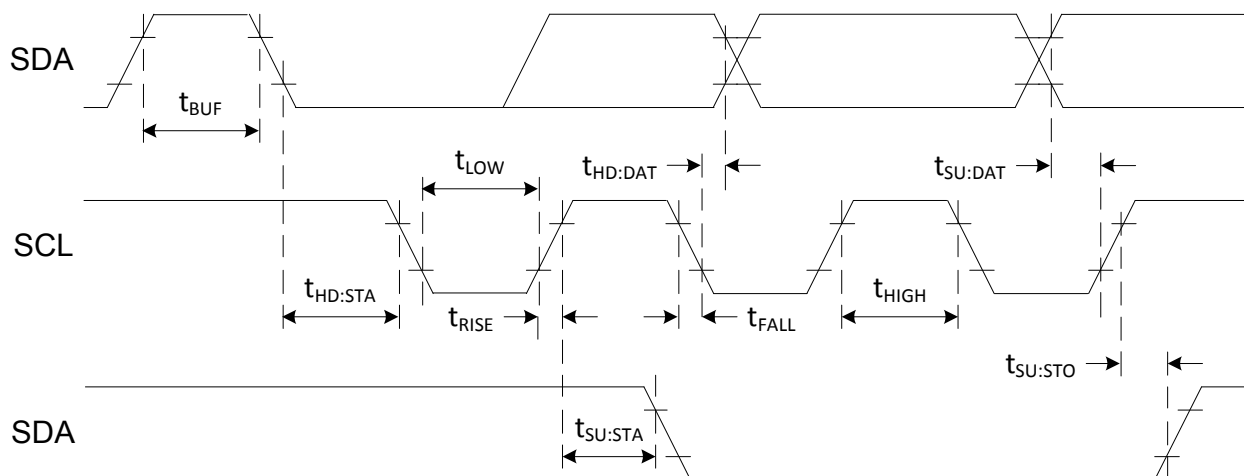 SDA
tBUF
tLOW
tHD:DAT
tSU:DAT
SCL
tHD:STA
tRISE
tFALL
tHIGH
tSU:STO
SDA
tSU:STA